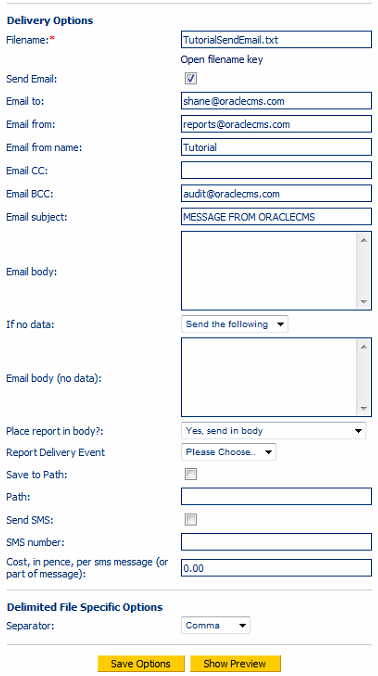 Delivery Options
Filename:* TutorialSendEmail.txt
Open filename key
Send Email:
Email to: shane@oraclecms.com
Email from: reports@oraclecms.com
Email from name: Tutorial
Email CC:
Email BCC: audit@oraclecms.com
Email subject: MESSAGE FROM ORACLECMS
Email body:
If no data: Send the following
Email body (no data):
Place report in body?: Yes, send in body
Report Delivery Event Please Choose..
Save to Path:
Path:
Send SMS:
SMS number:
Cost, in pence, per sms message (or
part of message): 0.00
Delimited File Specific Options
Separator: Comma
Save Options Show Preview